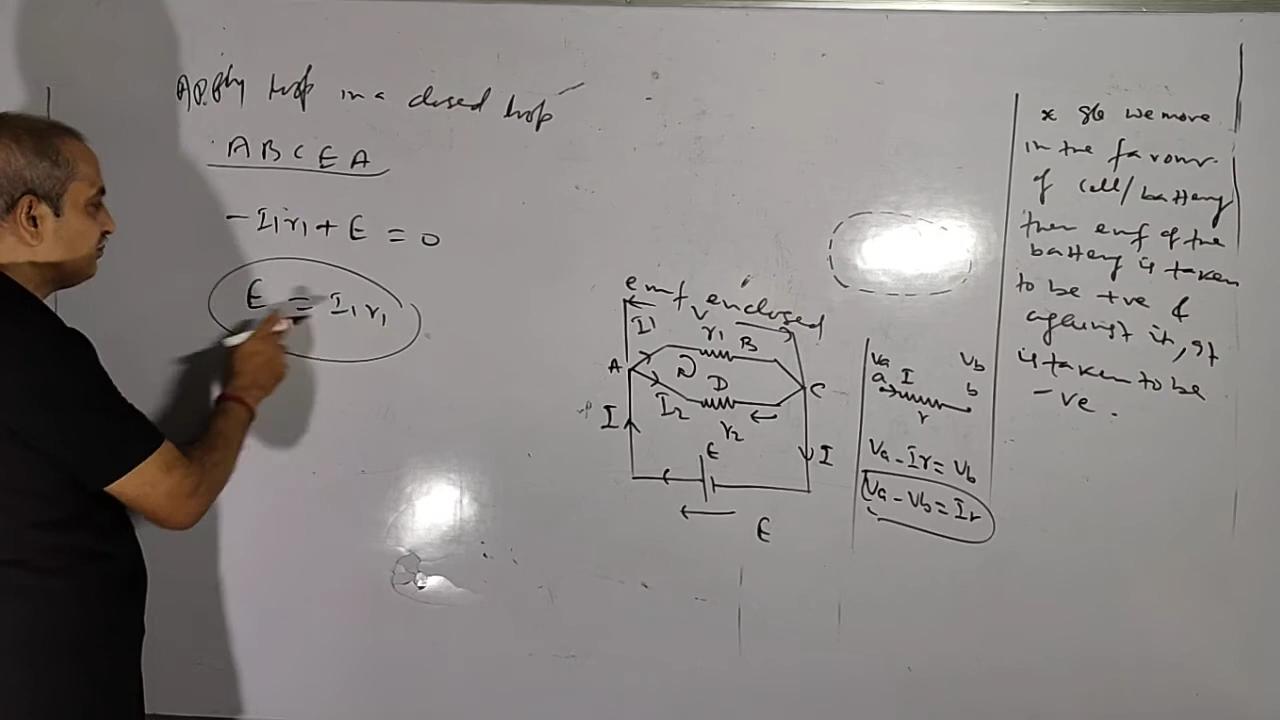 Apply loop in a closed loop
A B C E A
- I1r1 + E = 0
E = I1r1
emf enclosed
I1
V
r1
B
A
D
C
I2
r2
I
I
E
E
Va
Vb
a
I
b
r
Va - Ir = Vb
Va - Vb = Ir
x If we move
in the favour
of Cell/battery
then emf of the
battery is taken
to be +ve &
against it, It
is taken to be
-ve.